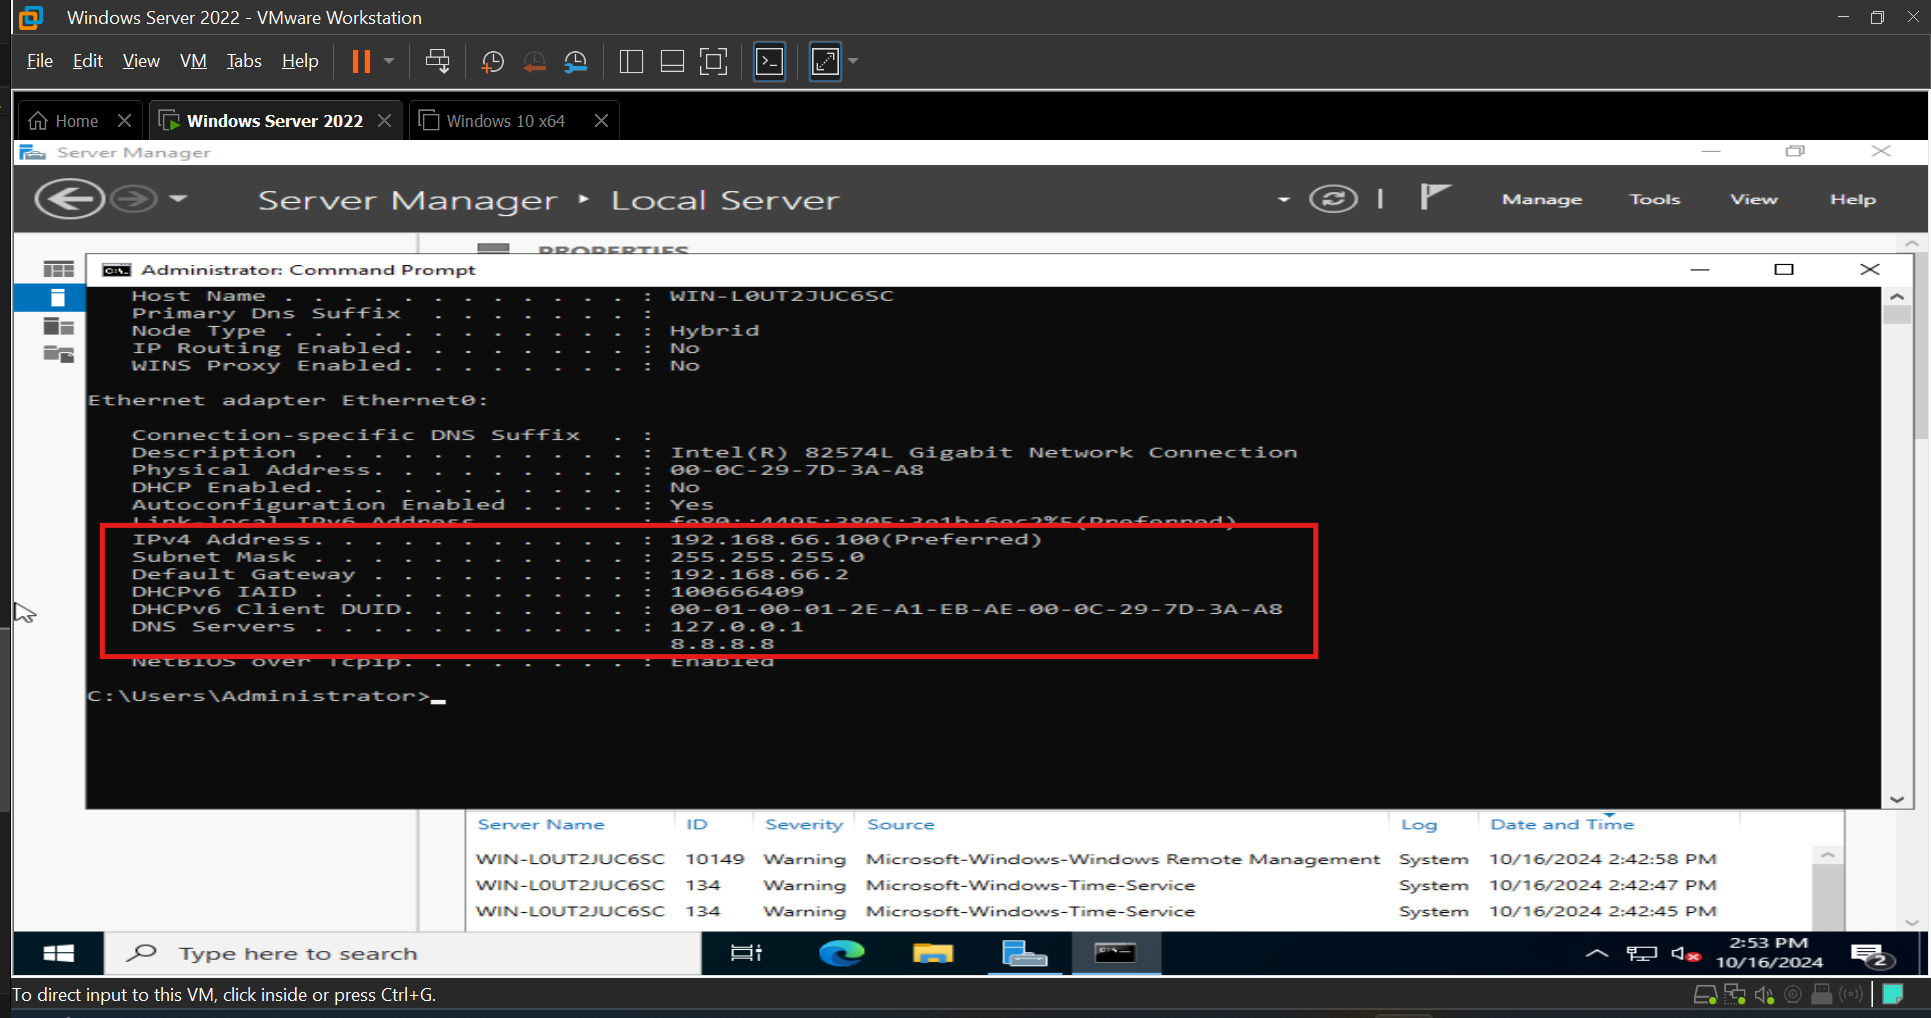 Windows Server 2022 - VMware Workstation
File Edit View VM Tabs Help
Home
Windows Server 2022
Windows 10 x64
Server Manager
Server Manager ‣ Local Server
Manage Tools View Help
PROPERTIES
Administrator: Command Prompt
Host Name . . . . . . . . . . . . : WIN-L0UT2JUC6SC
Primary Dns Suffix  . . . . . . . :
Node Type . . . . . . . . . . . . : Hybrid
IP Routing Enabled. . . . . . . . : No
WINS Proxy Enabled. . . . . . . . : No
Ethernet adapter Ethernet0:
Connection-specific DNS Suffix  . :
Description . . . . . . . . . . . : Intel(R) 82574L Gigabit Network Connection
Physical Address. . . . . . . . . : 00-0C-29-7D-3A-A8
DHCP Enabled. . . . . . . . . . . : No
Autoconfiguration Enabled . . . . : Yes
Link-local IPv6 Address . . . . . : fe80::4495:3805:3e1b:6ec2%5(Preferred)
IPv4 Address. . . . . . . . . . . : 192.168.66.100(Preferred)
Subnet Mask . . . . . . . . . . . : 255.255.255.0
Default Gateway . . . . . . . . . : 192.168.66.2
DHCPv6 IAID . . . . . . . . . . . : 100666409
DHCPv6 Client DUID. . . . . . . . : 00-01-00-01-2E-A1-EB-AE-00-0C-29-7D-3A-A8
DNS Servers . . . . . . . . . . . : 127.0.0.1
8.8.8.8
NetBIOS over Tcpip. . . . . . . . : Enabled
C:\Users\Administrator>
Server Name ID Severity Source Log Date and Time
WIN-L0UT2JUC6SC 10149 Warning Microsoft-Windows-Windows Remote Management System 10/16/2024 2:42:58 PM
WIN-L0UT2JUC6SC 134 Warning Microsoft-Windows-Time-Service System 10/16/2024 2:42:47 PM
WIN-L0UT2JUC6SC 134 Warning Microsoft-Windows-Time-Service System 10/16/2024 2:42:45 PM
Type here to search
2:53 PM
10/16/2024
2
To direct input to this VM, click inside or press Ctrl+G.